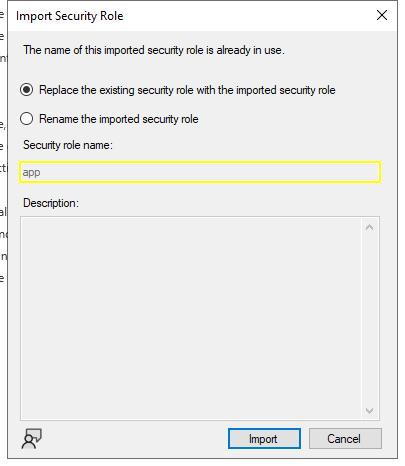 Import Security Role
The name of this imported security role is already in use.
Replace the existing security role with the imported security role
Rename the imported security role
Security role name:
app
Description:
Import
Cancel